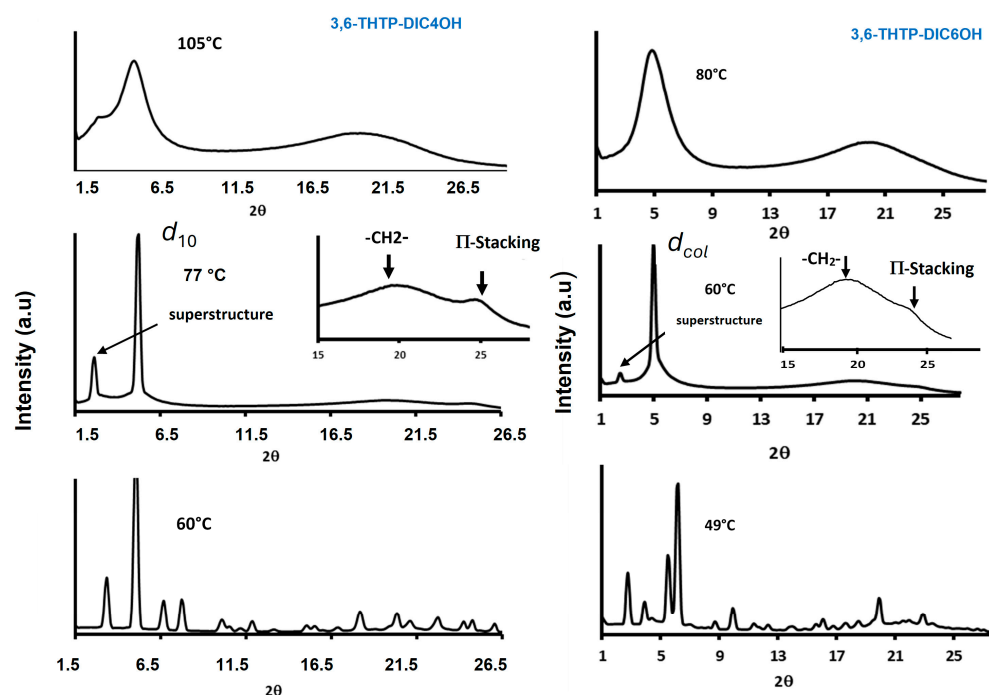 3,6-THTP-DIC4OH
105°C
1.5 6.5 11.5 16.5 21.5 26.5
2θ
3,6-THTP-DIC6OH
80°C
1 5 9 13 17 21 25
2θ
Intensity (a.u)
d10
77 °C
superstructure
-CH2-
Π-Stacking
15 20 25
1.5 6.5 11.5 16.5 21.5 26.5
2θ
Intensity (a.u)
dcol
60°C
superstructure
-CH2-
Π-Stacking
15 20 25
1 5 9 13 17 21 25
2θ
60°C
1.5 6.5 11.5 16.5 21.5 26.5
2θ
49°C
1 5 9 13 17 21 25
2θ